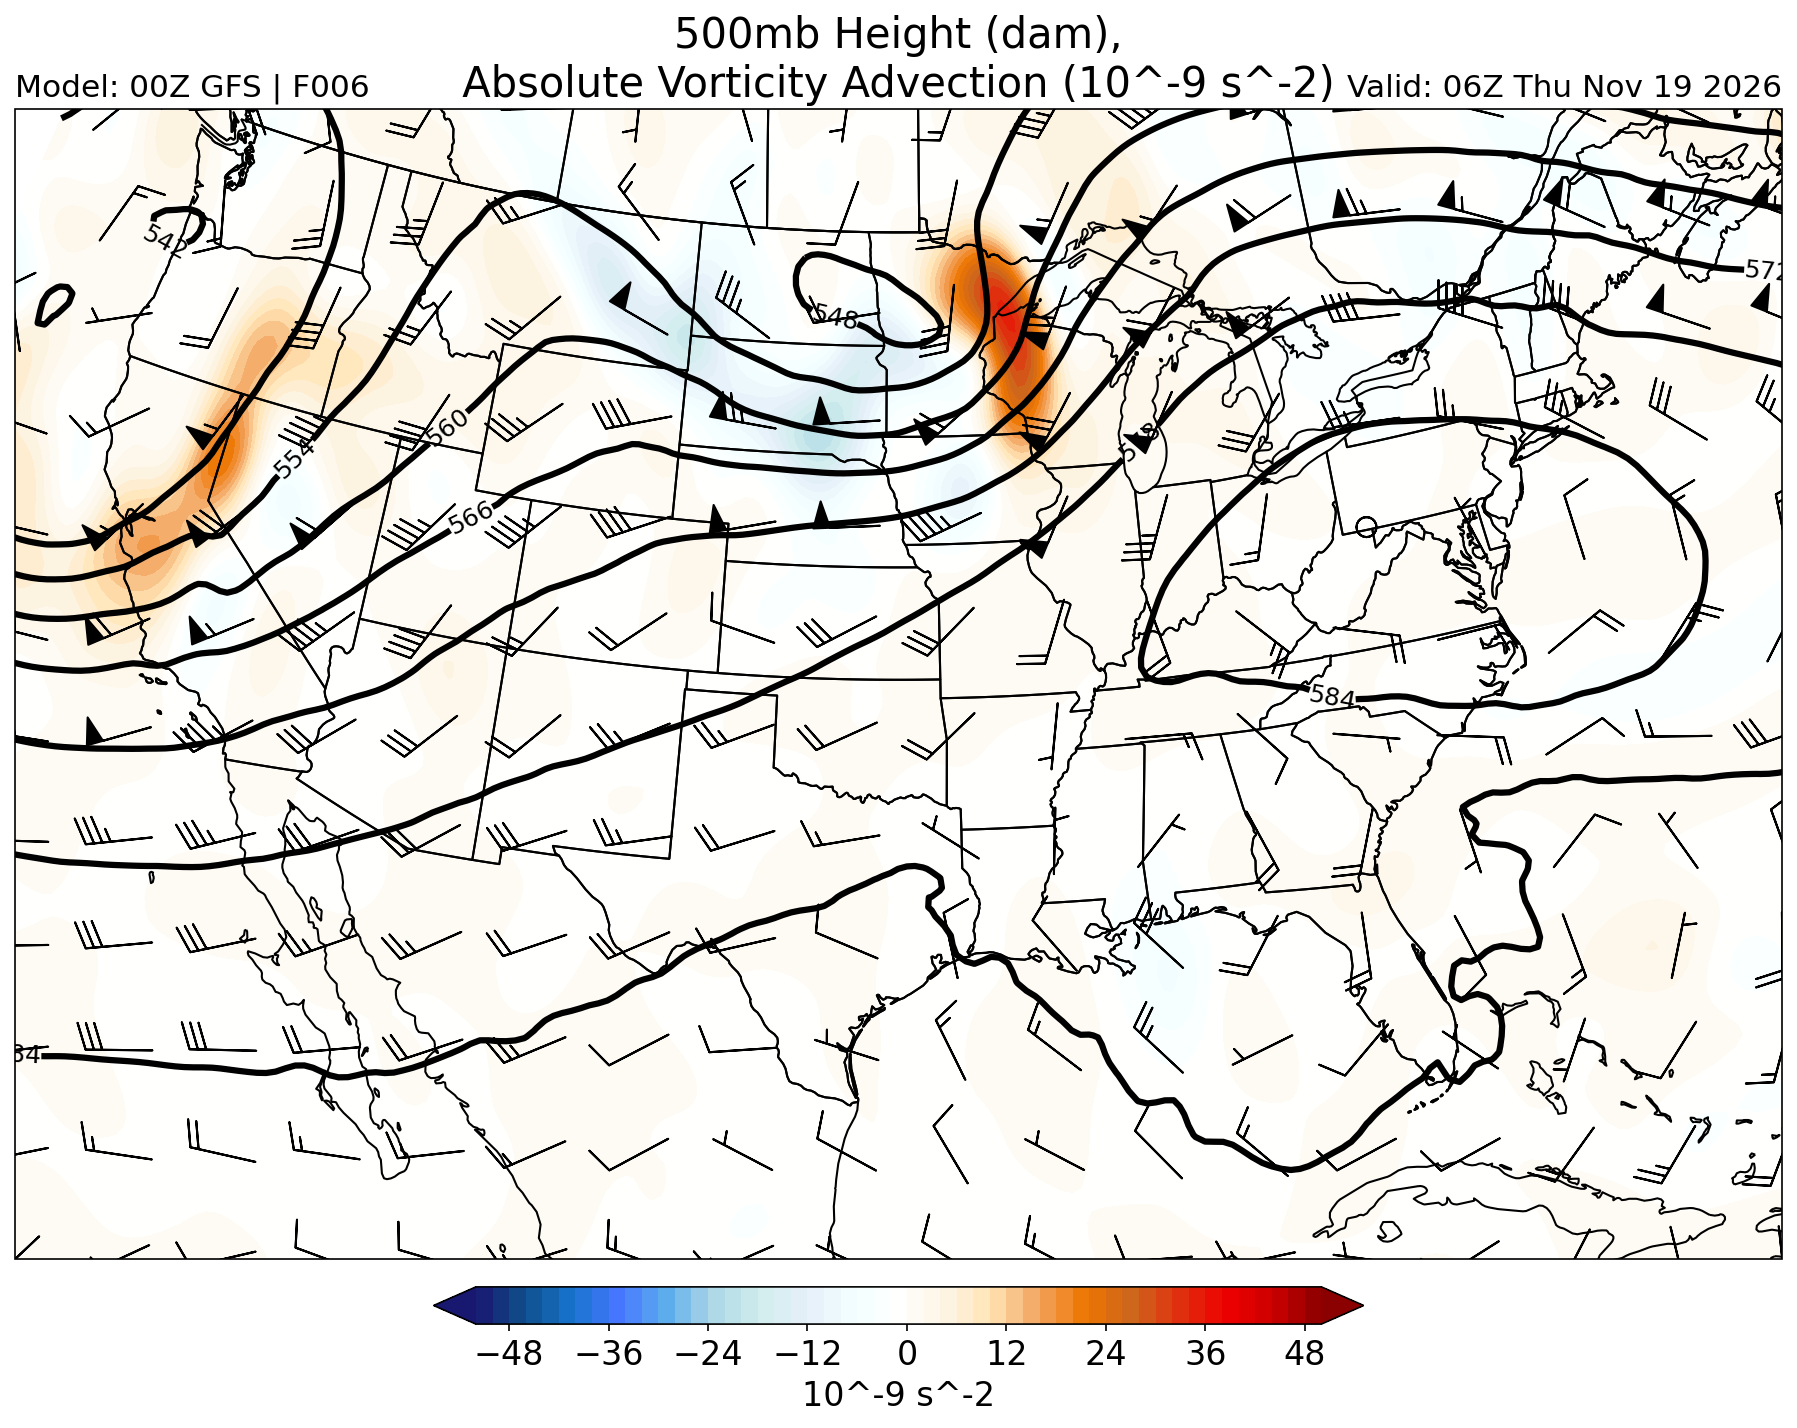 500mb Height (dam),
Model: 00Z GFS | F006
Absolute Vorticity Advection (10^-9 s^-2)
Valid: 06Z Thu Nov 19 2026
542
548
572
560
554
566
584
−48 −36 −24 −12 0 12 24 36 48
10^-9 s^-2